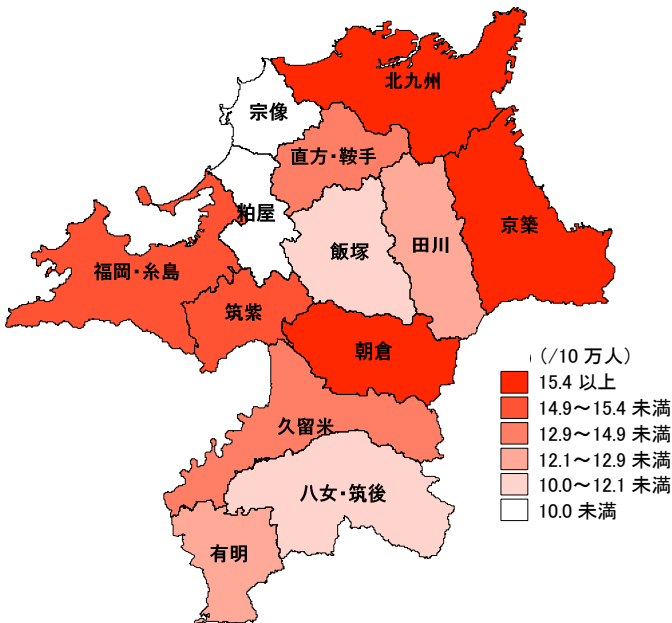 北九州
宗像
直方・鞍手
粕屋
飯塚
田川
京築
福岡・糸島
筑紫
朝倉
久留米
八女・筑後
有明
(/10 万人)
15.4 以上
14.9～15.4 未満
12.9～14.9 未満
12.1～12.9 未満
10.0～12.1 未満
10.0 未満